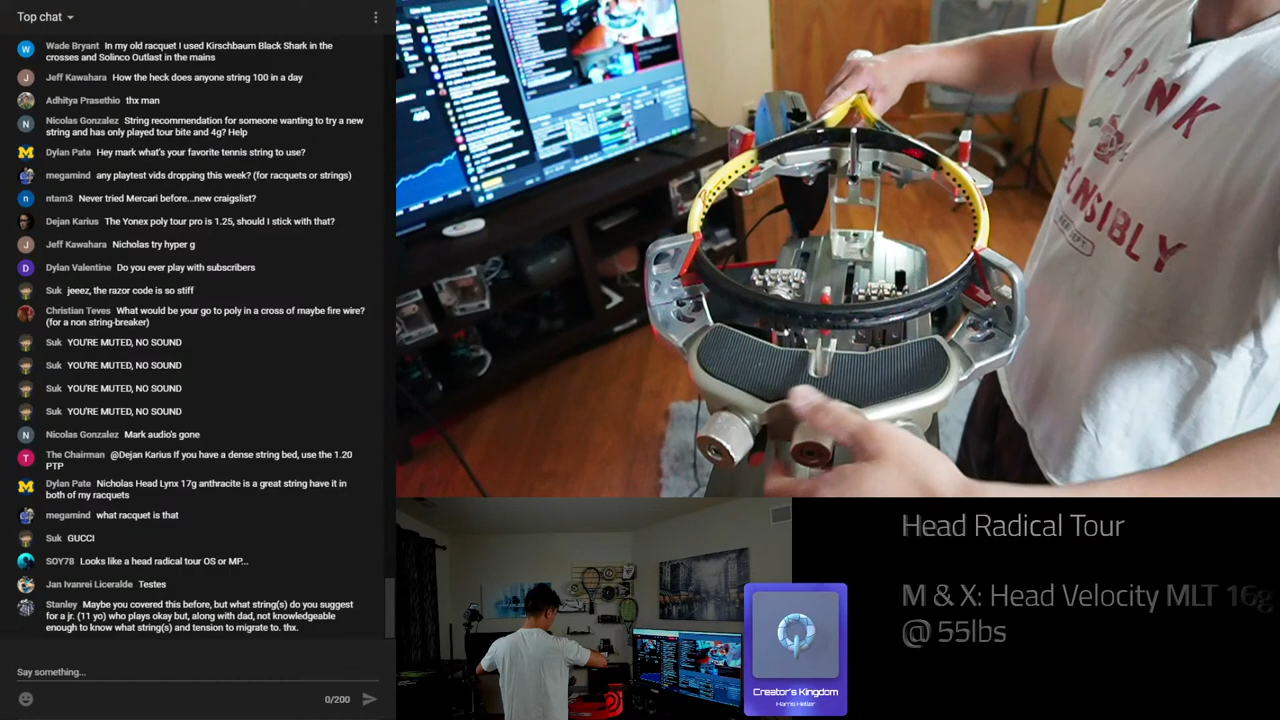 Top chat
Wade Bryant In my old racquet I used Kirschbaum Black Shark in the
crosses and Solinco Outlast in the mains
Jeff Kawahara How the heck does anyone string 100 in a day
Adhitya Prasethio thx man
Nicolas Gonzalez String recommendation for someone wanting to try a new
string and has only played tour bite and 4g? Help
Dylan Pate Hey mark what's your favorite tennis string to use?
megamind any playtest vids dropping this week? (for racquets or strings)
ntam3 Never tried Mercari before...new craigslist?
Dejan Karius The Yonex poly tour pro is 1.25, should I stick with that?
Jeff Kawahara Nicholas try hyper g
Dylan Valentine Do you ever play with subscribers
Suk jeeez, the razor code is so stiff
Christian Teves What would be your go to poly in a cross of maybe fire wire?
(for a non string-breaker)
Suk YOU'RE MUTED, NO SOUND
Suk YOU'RE MUTED, NO SOUND
Suk YOU'RE MUTED, NO SOUND
Suk YOU'RE MUTED, NO SOUND
Nicolas Gonzalez Mark audio's gone
The Chairman @Dejan Karius If you have a dense string bed, use the 1.20
PTP
Dylan Pate Nicholas Head Lynx 17g anthracite is a great string have it in
both of my racquets
megamind what racquet is that
Suk GUCCI
SOY78 Looks like a head radical tour OS or MP...
Jan Ivanrei Liceralde Testes
Stanley Maybe you covered this before, but what string(s) do you suggest
for a jr. (11 yo) who plays okay but, along with dad, not knowledgeable
enough to know what string(s) and tension to migrate to. thx.
Say something...
0/200
Head Radical Tour
M & X: Head Velocity MLT 16g
@ 55lbs
Creator's Kingdom
Harris Heller